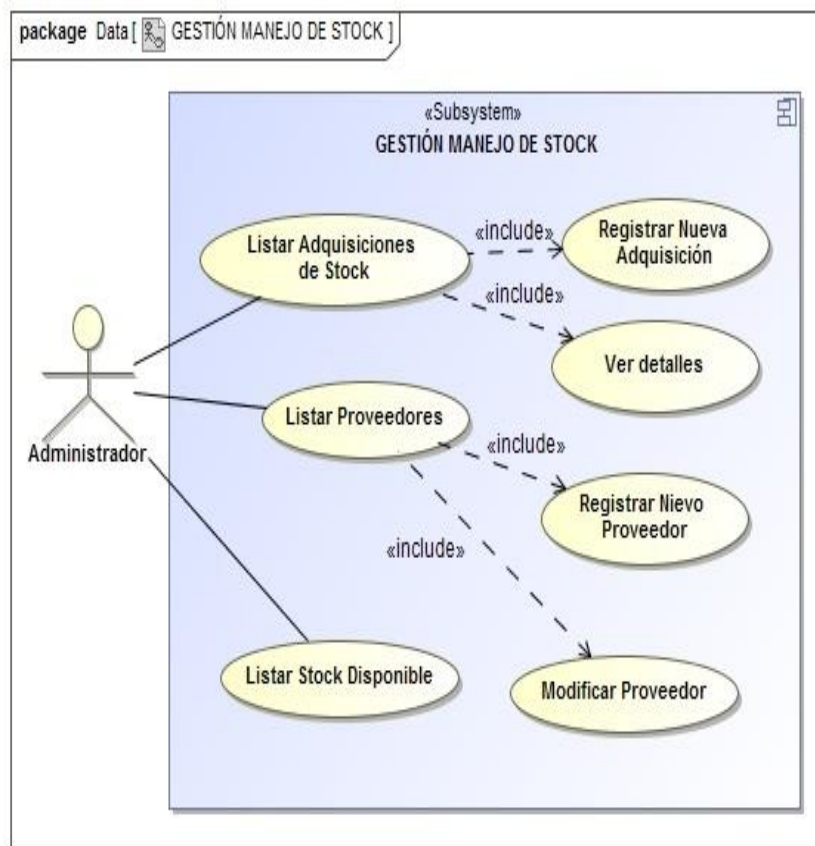 package Data [ GESTIÓN MANEJO DE STOCK ]
«Subsystem»
GESTIÓN MANEJO DE STOCK
Listar Adquisiciones
de Stock
«include»
Registrar Nueva
Adquisición
«include»
Ver detalles
Administrador
Listar Proveedores
«include»
Registrar Nievo
Proveedor
«include»
Listar Stock Disponible
Modificar Proveedor